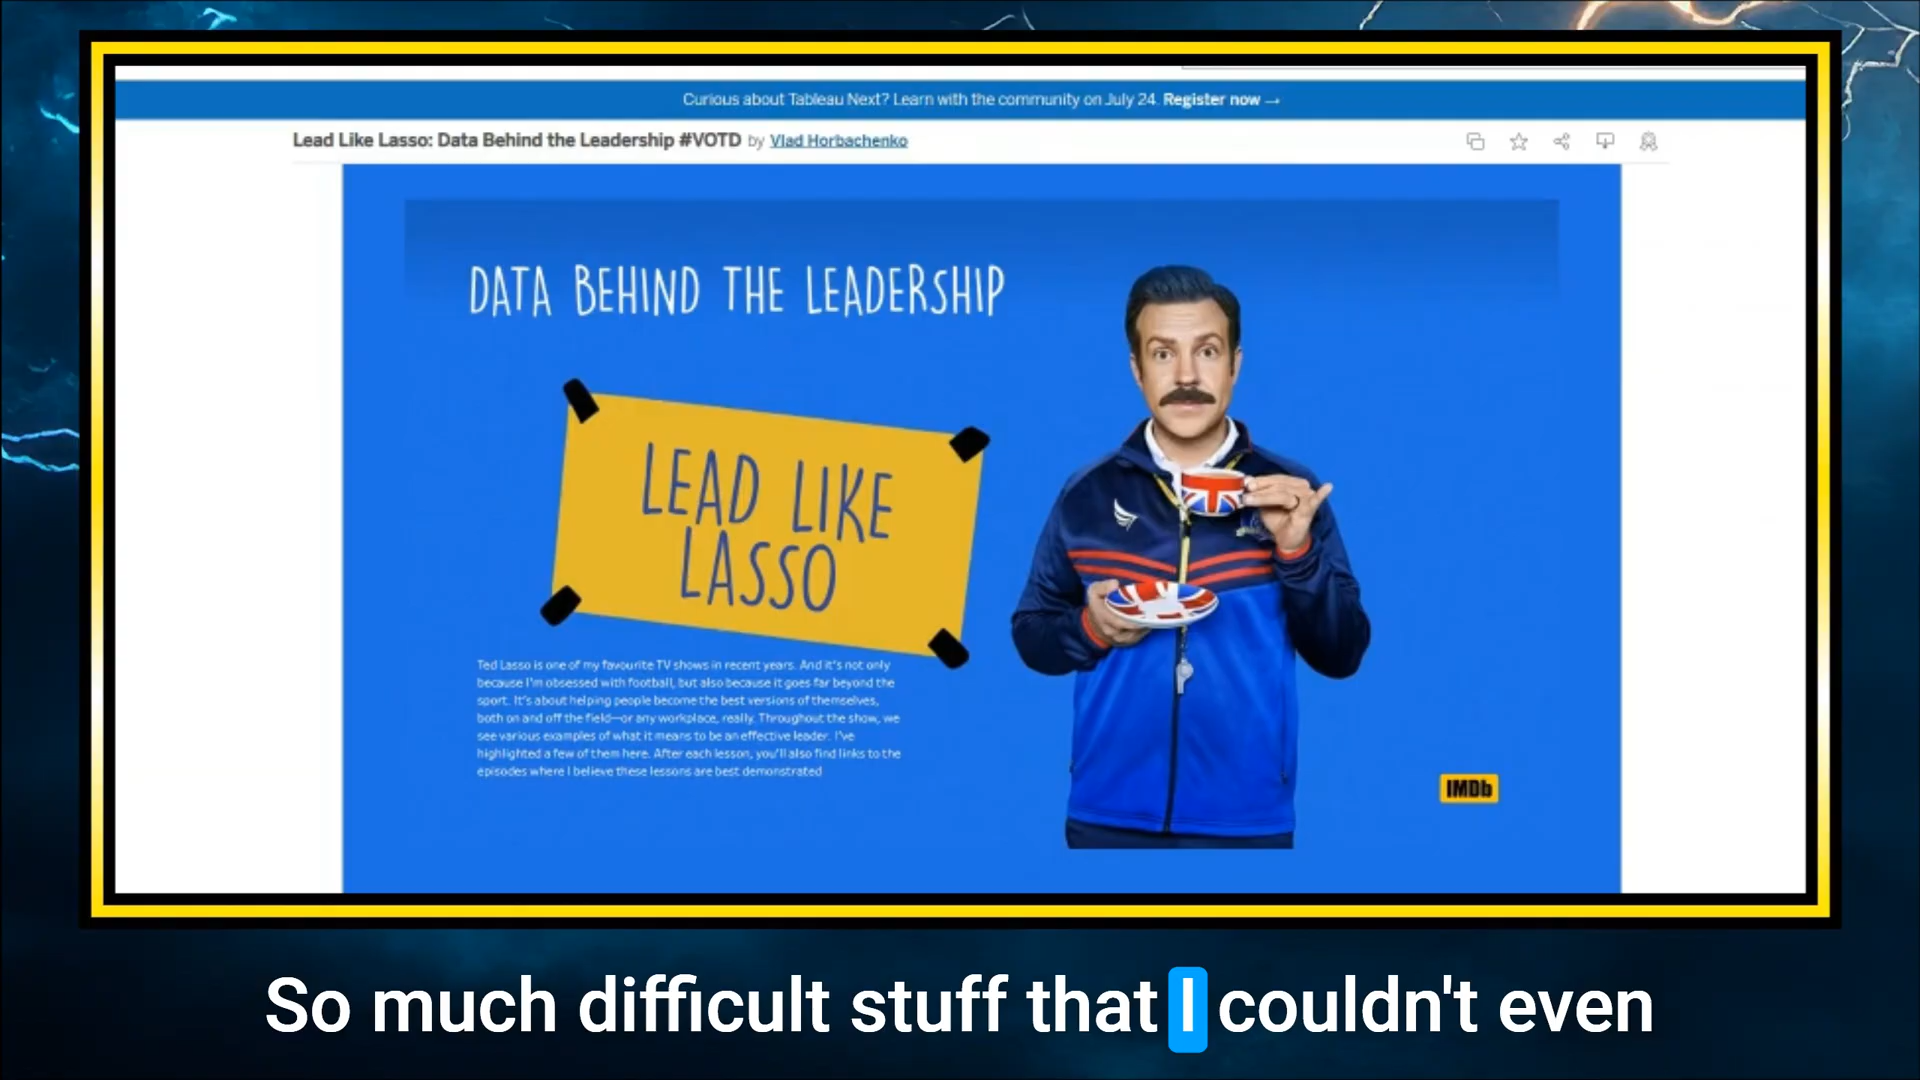 Curious about Tableau Next? Learn with the community on July 24. Register now →
Lead Like Lasso: Data Behind the Leadership #VOTD by Vlad Horbachenko
DATA BEHIND THE LEADERSHIP
LEAD LIKE
LASSO
Ted Lasso is one of my favourite TV shows in recent years. And it's not only
because I'm obsessed with football, but also because it goes far beyond the
sport. It's about helping people become the best versions of themselves,
both on and off the field—or any workplace, really. Throughout the show, we
see various examples of what it means to be an effective leader. I've
highlighted a few of them here. After each lesson, you'll also find links to the
episodes where I believe these lessons are best demonstrated
IMDb
So much difficult stuff that I couldn't even